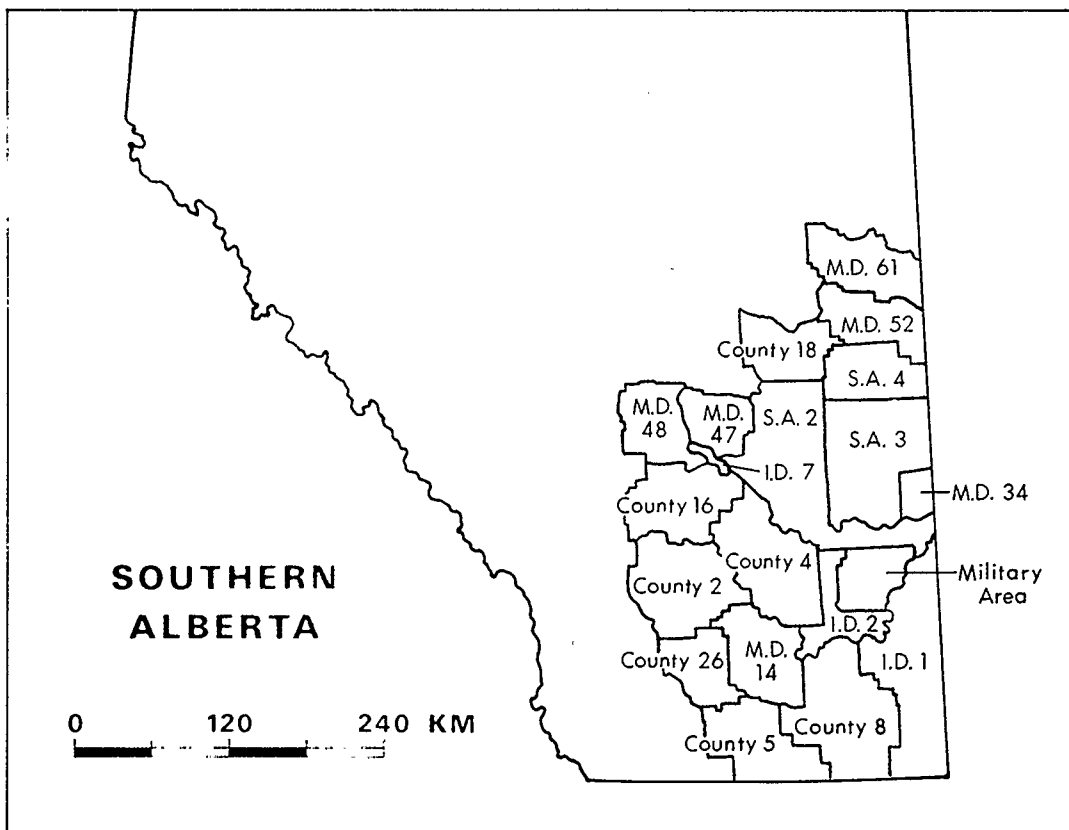 M.D. 61
M.D. 52
County 18
S.A. 4
M.D.
48
M.D.
47
S.A. 2
S.A. 3
I.D. 7
M.D. 34
County 16
County 4
Military
Area
County 2
I.D. 2
I.D. 1
County 26
M.D.
14
County 8
County 5
SOUTHERN
ALBERTA
0 120 240 KM